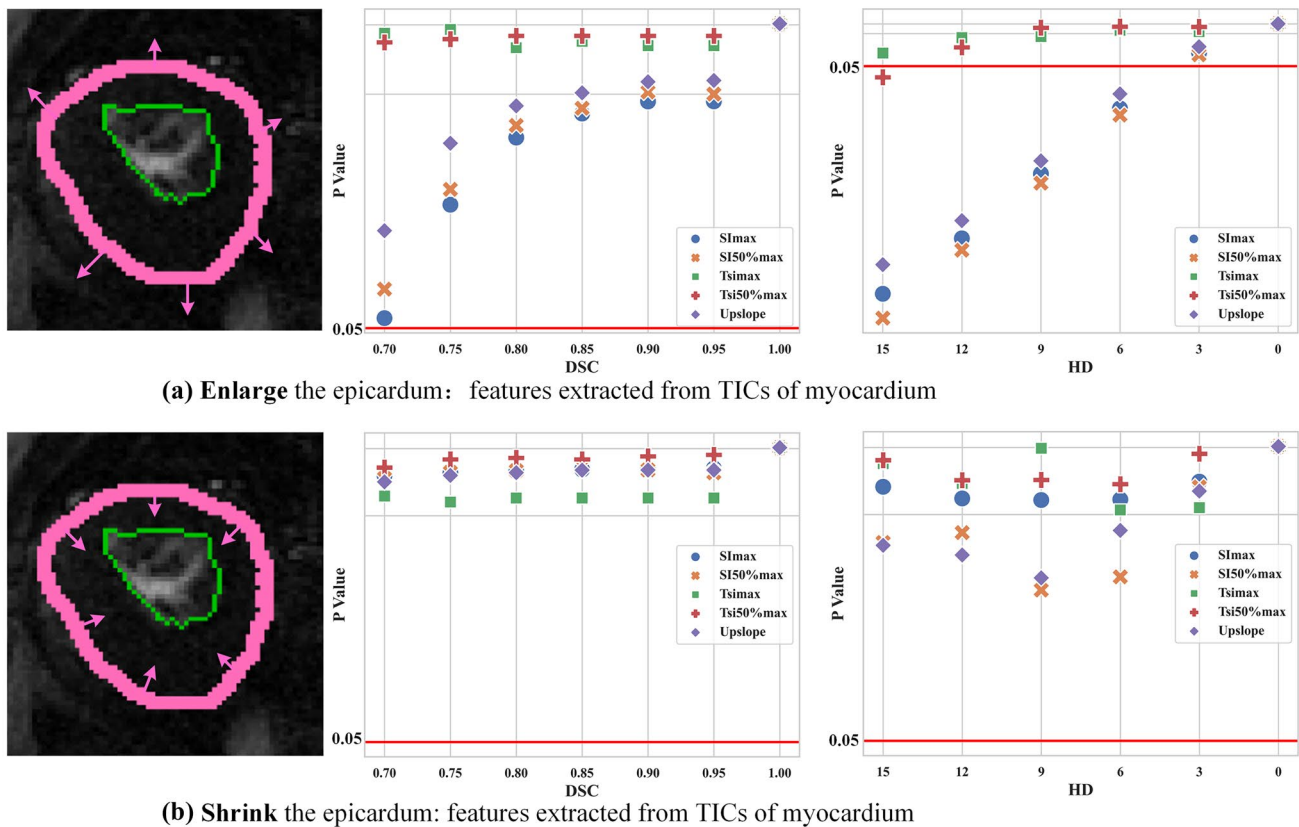 P Value
0.05
SImax
SI50%max
Tsimax
Tsi50%max
Upslope
0.70 0.75 0.80 0.85 0.90 0.95 1.00
DSC
P Value
0.05
SImax
SI50%max
Tsimax
Tsi50%max
Upslope
15 12 9 6 3 0
HD
(a) Enlarge the epicardum： features extracted from TICs of myocardium
P Value
0.05
SImax
SI50%max
Tsimax
Tsi50%max
Upslope
0.70 0.75 0.80 0.85 0.90 0.95 1.00
DSC
P Value
0.05
SImax
SI50%max
Tsimax
Tsi50%max
Upslope
15 12 9 6 3 0
HD
(b) Shrink the epicardum: features extracted from TICs of myocardium